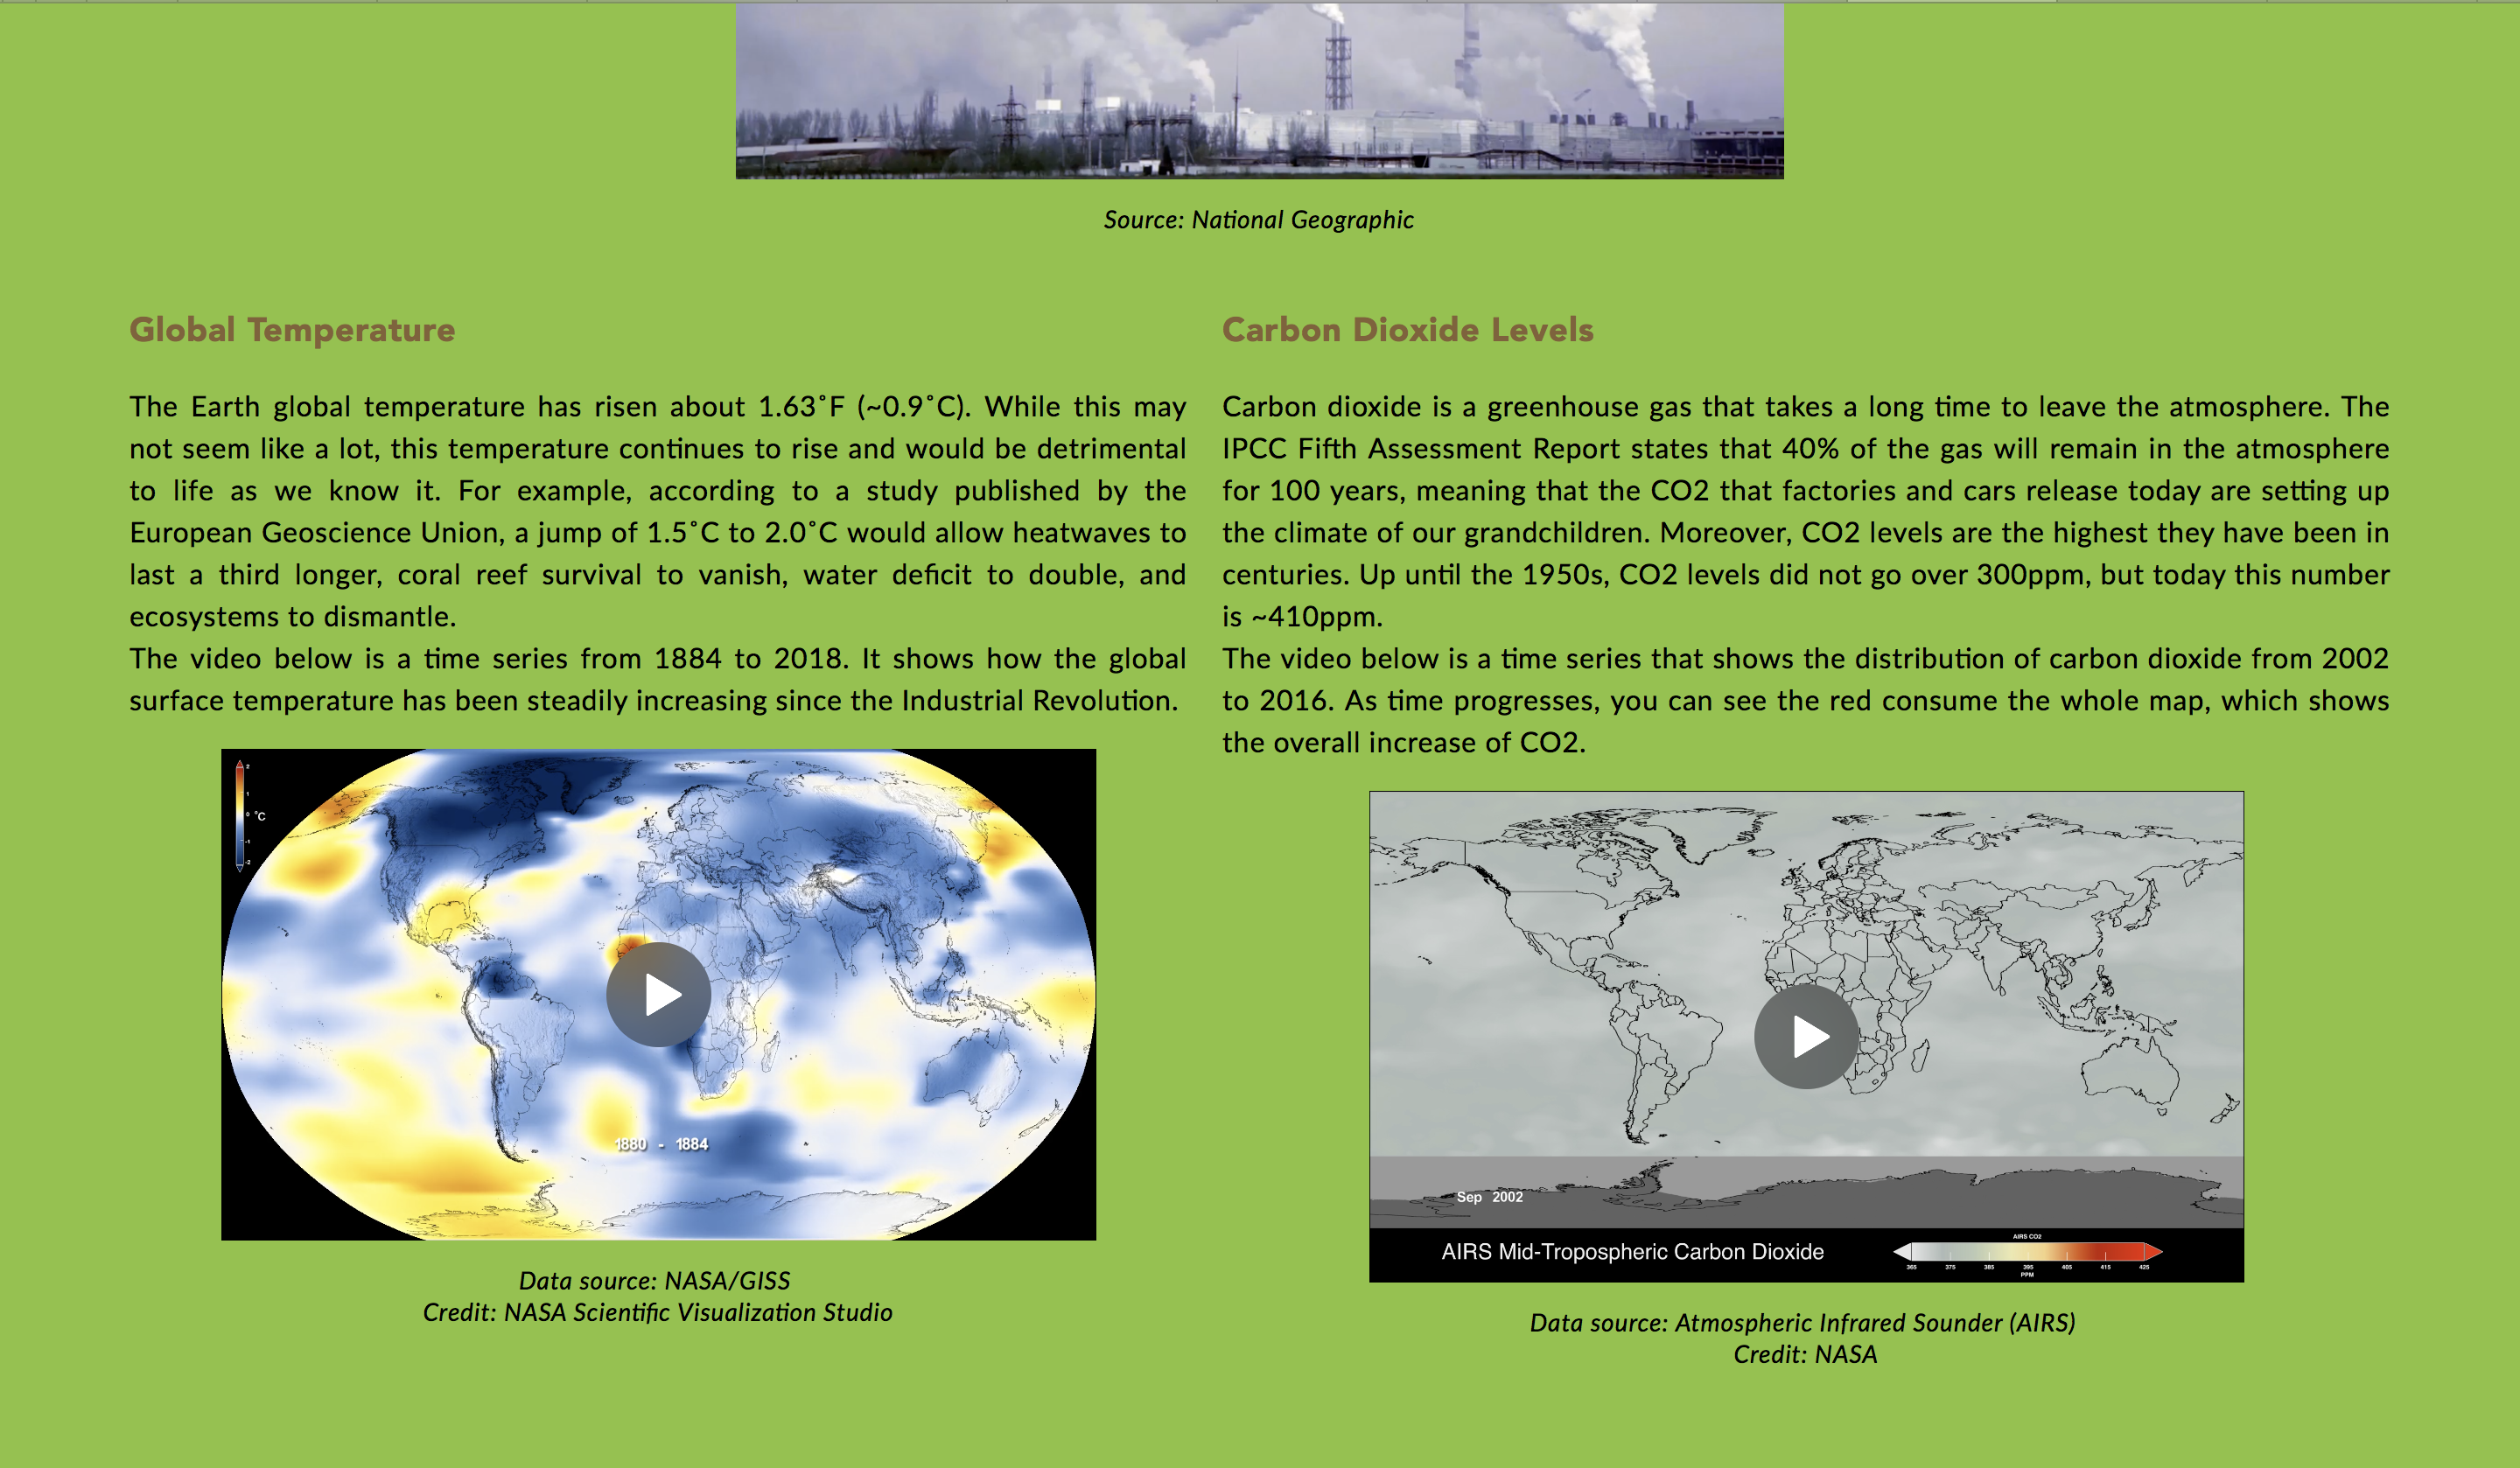 Source: National Geographic
Global Temperature
The Earth global temperature has risen about 1.63˚F (~0.9˚C). While this may
not seem like a lot, this temperature continues to rise and would be detrimental
to life as we know it. For example, according to a study published by the
European Geoscience Union, a jump of 1.5˚C to 2.0˚C would allow heatwaves to
last a third longer, coral reef survival to vanish, water deficit to double, and
ecosystems to dismantle.
The video below is a time series from 1884 to 2018. It shows how the global
surface temperature has been steadily increasing since the Industrial Revolution.
2
1
0 °C
-1
-2
1880 - 1884
Data source: NASA/GISS
Credit: NASA Scientific Visualization Studio
Carbon Dioxide Levels
Carbon dioxide is a greenhouse gas that takes a long time to leave the atmosphere. The
IPCC Fifth Assessment Report states that 40% of the gas will remain in the atmosphere
for 100 years, meaning that the CO2 that factories and cars release today are setting up
the climate of our grandchildren. Moreover, CO2 levels are the highest they have been in
centuries. Up until the 1950s, CO2 levels did not go over 300ppm, but today this number
is ~410ppm.
The video below is a time series that shows the distribution of carbon dioxide from 2002
to 2016. As time progresses, you can see the red consume the whole map, which shows
the overall increase of CO2.
Sep 2002
AIRS Mid-Tropospheric Carbon Dioxide
AIRS CO2
365 375 385 395 405 415 425
PPM
Data source: Atmospheric Infrared Sounder (AIRS)
Credit: NASA